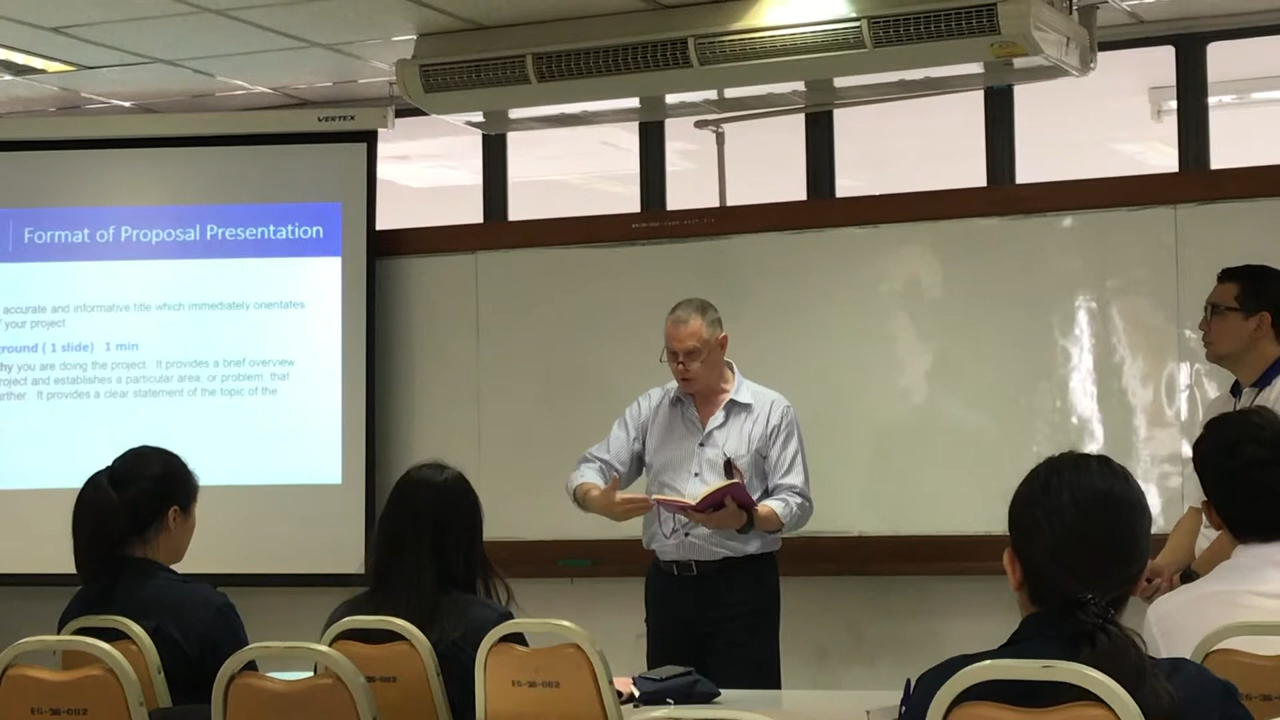 VERTEX
Format of Proposal Presentation
accurate and informative title which immediately orientates
your project
round ( 1 slide) 1 min
hy you are doing the project. It provides a brief overview
roject and establishes a particular area, or problem, that
urther. It provides a clear statement of the topic of the